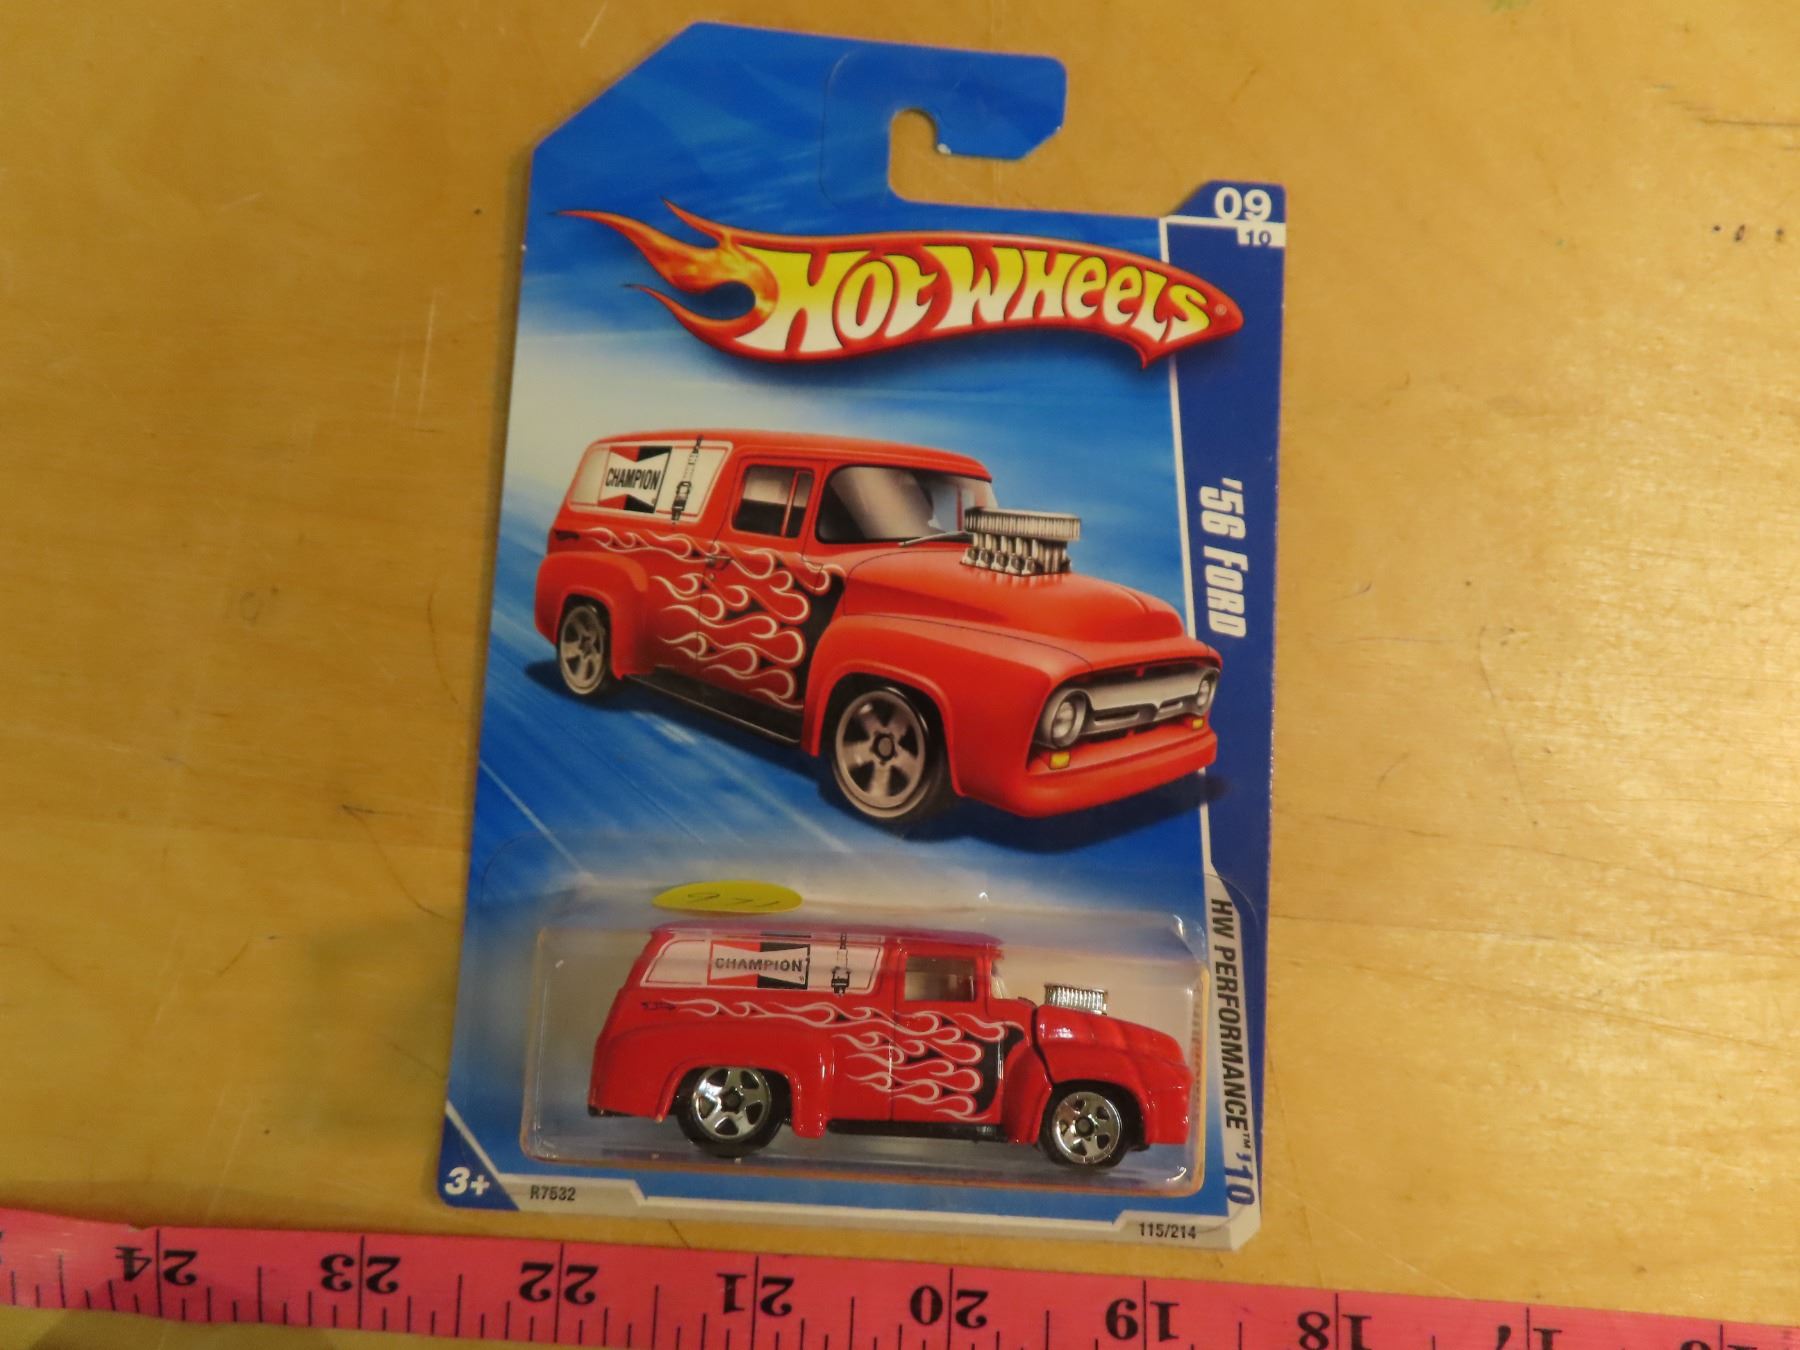 09
10
HOT WHEELS®
CHAMPION
'56 FORD
CHAMPION
HW PERFORMANCE™ '10
3+
R7532
115/214
24 23 22 21 20 19 18 17